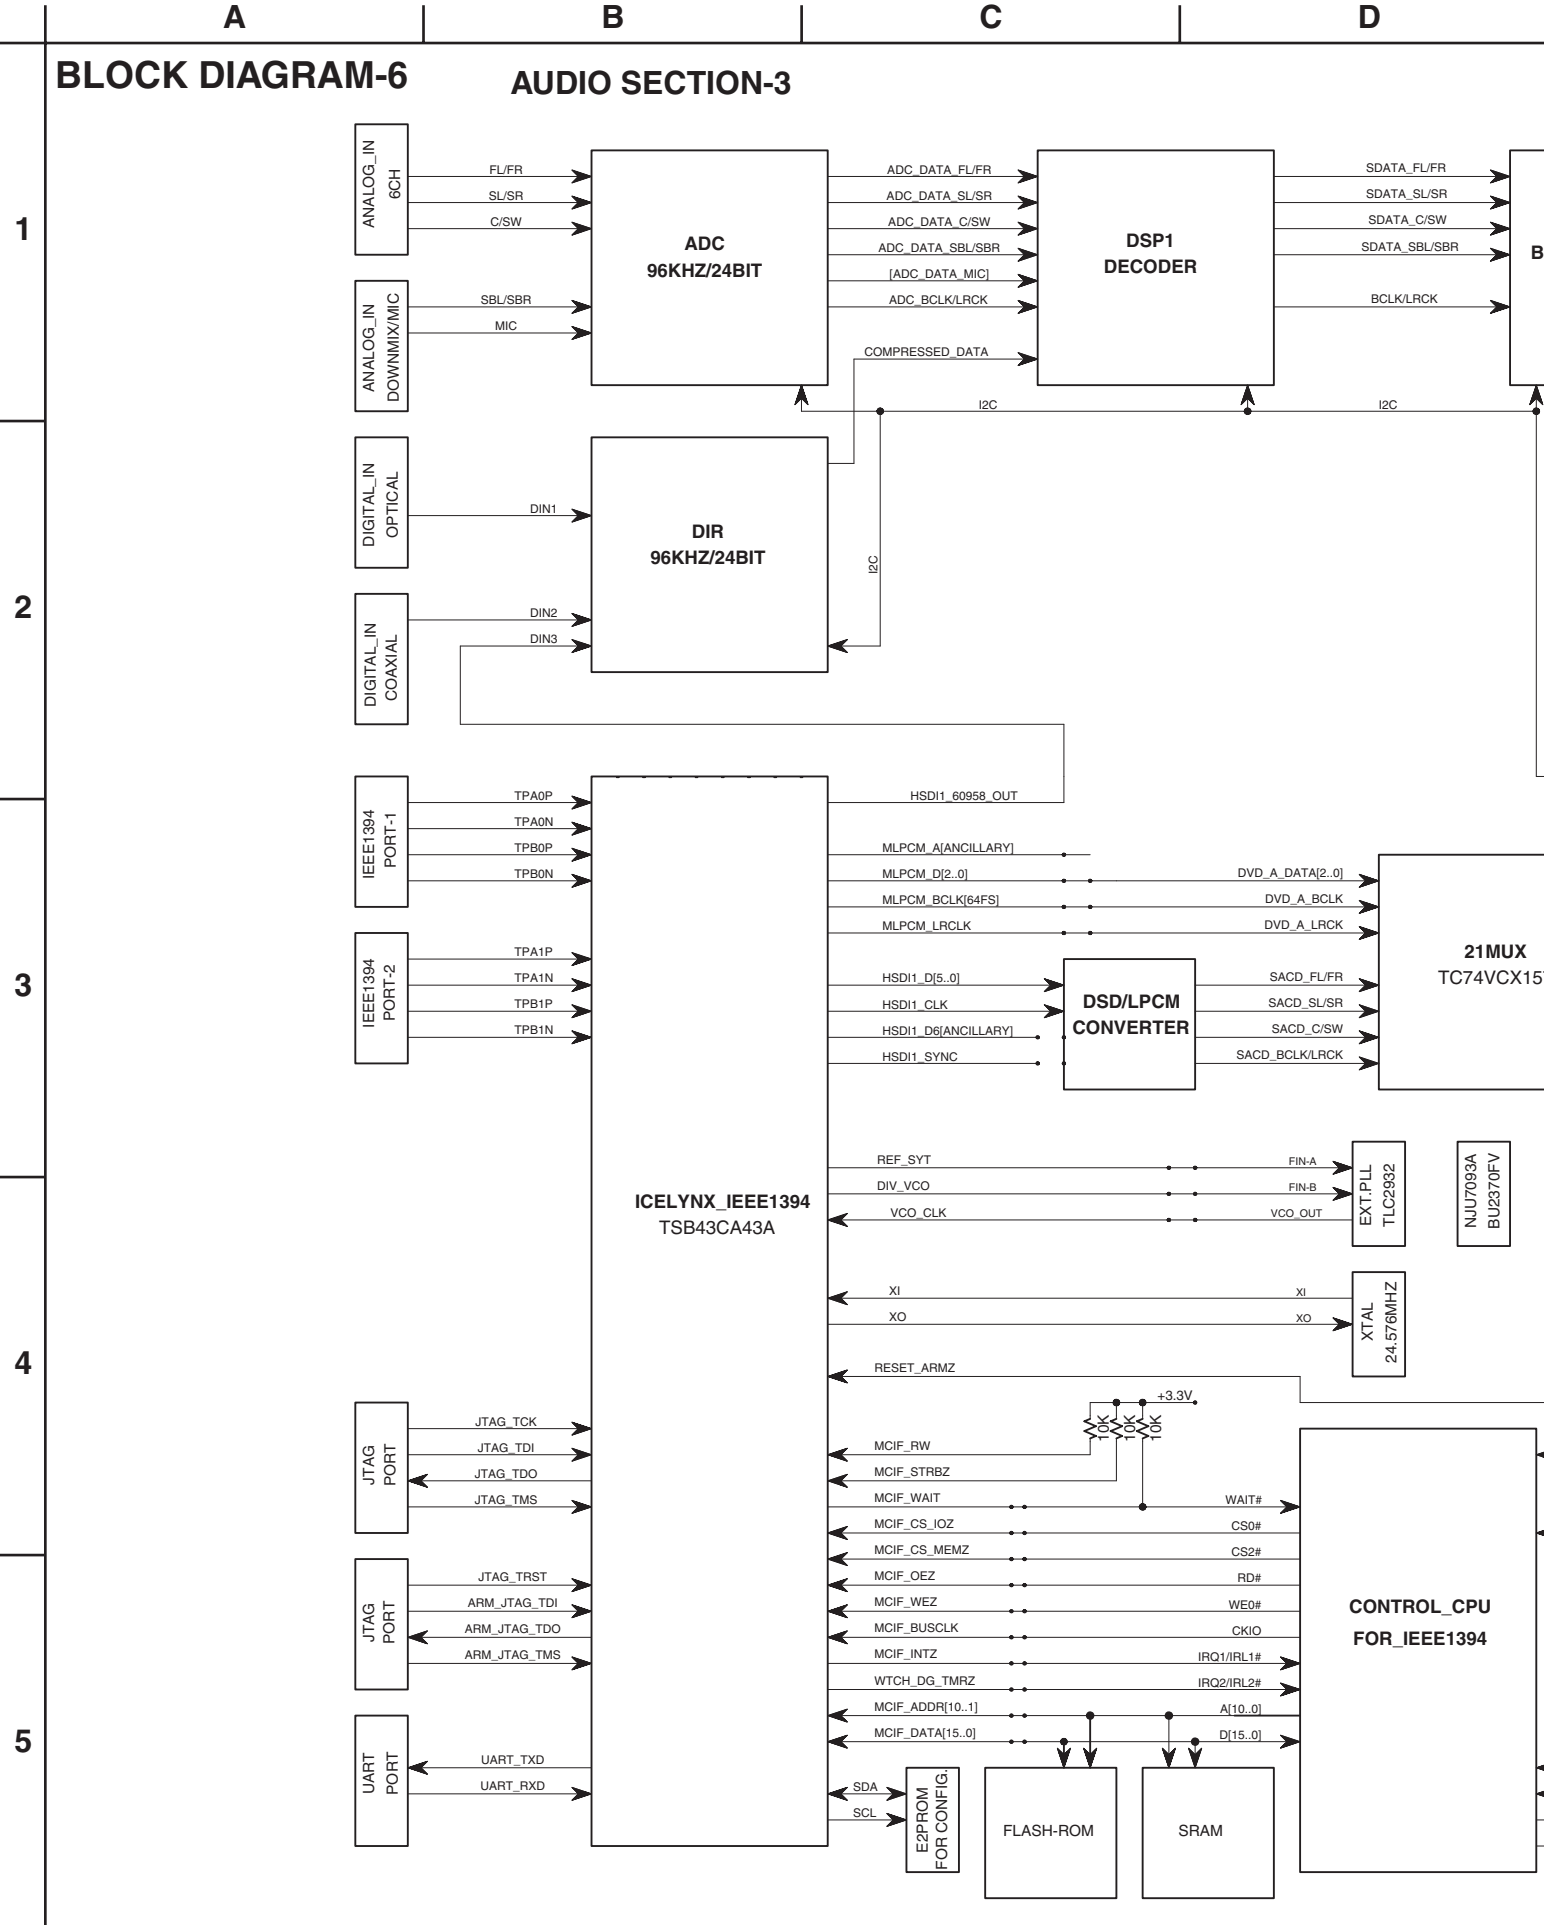 A
B
C
D
BLOCK DIAGRAM-6
AUDIO SECTION-3
1
ANALOG_IN
6CH
FL/FR
SL/SR
C/SW
ANALOG_IN
DOWNMIX/MIC
SBL/SBR
MIC
ADC
96KHZ/24BIT
ADC_DATA_FL/FR
ADC_DATA_SL/SR
ADC_DATA_C/SW
ADC_DATA_SBL/SBR
[ADC_DATA_MIC]
ADC_BCLK/LRCK
COMPRESSED_DATA
DSP1
DECODER
SDATA_FL/FR
SDATA_SL/SR
SDATA_C/SW
SDATA_SBL/SBR
BCLK/LRCK
B
I2C
I2C
2
DIGITAL_IN
OPTICAL
DIN1
DIR
96KHZ/24BIT
I2C
DIGITAL_IN
COAXIAL
DIN2
DIN3
3
IEEE1394
PORT-1
TPA0P
TPA0N
TPB0P
TPB0N
IEEE1394
PORT-2
TPA1P
TPA1N
TPB1P
TPB1N
HSDI1_60958_OUT
MLPCM_A[ANCILLARY]
MLPCM_D[2..0]
MLPCM_BCLK[64FS]
MLPCM_LRCLK
DVD_A_DATA[2..0]
DVD_A_BCLK
DVD_A_LRCK
HSDI1_D[5..0]
HSDI1_CLK
HSDI1_D6[ANCILLARY]
HSDI1_SYNC
DSD/LPCM
CONVERTER
SACD_FL/FR
SACD_SL/SR
SACD_C/SW
SACD_BCLK/LRCK
21MUX
TC74VCX15
ICELYNX_IEEE1394
TSB43CA43A
REF_SYT
DIV_VCO
VCO_CLK
FIN-A
FIN-B
VCO_OUT
EXT.PLL
TLC2932
NJU7093A
BU2370FV
4
XI
XO
XI
XO
XTAL
24.576MHZ
RESET_ARMZ
+3.3V
10K
10K
10K
JTAG
PORT
JTAG_TCK
JTAG_TDI
JTAG_TDO
JTAG_TMS
MCIF_RW
MCIF_STRBZ
MCIF_WAIT
MCIF_CS_IOZ
MCIF_CS_MEMZ
MCIF_OEZ
MCIF_WEZ
MCIF_BUSCLK
MCIF_INTZ
WTCH_DG_TMRZ
MCIF_ADDR[10..1]
MCIF_DATA[15..0]
WAIT#
CS0#
CS2#
RD#
WE0#
CKIO
IRQ1/IRL1#
IRQ2/IRL2#
A[10..0]
D[15..0]
CONTROL_CPU
FOR_IEEE1394
5
JTAG
PORT
JTAG_TRST
ARM_JTAG_TDI
ARM_JTAG_TDO
ARM_JTAG_TMS
UART
PORT
UART_TXD
UART_RXD
SDA
SCL
E2PROM
FOR CONFIG.
FLASH-ROM
SRAM